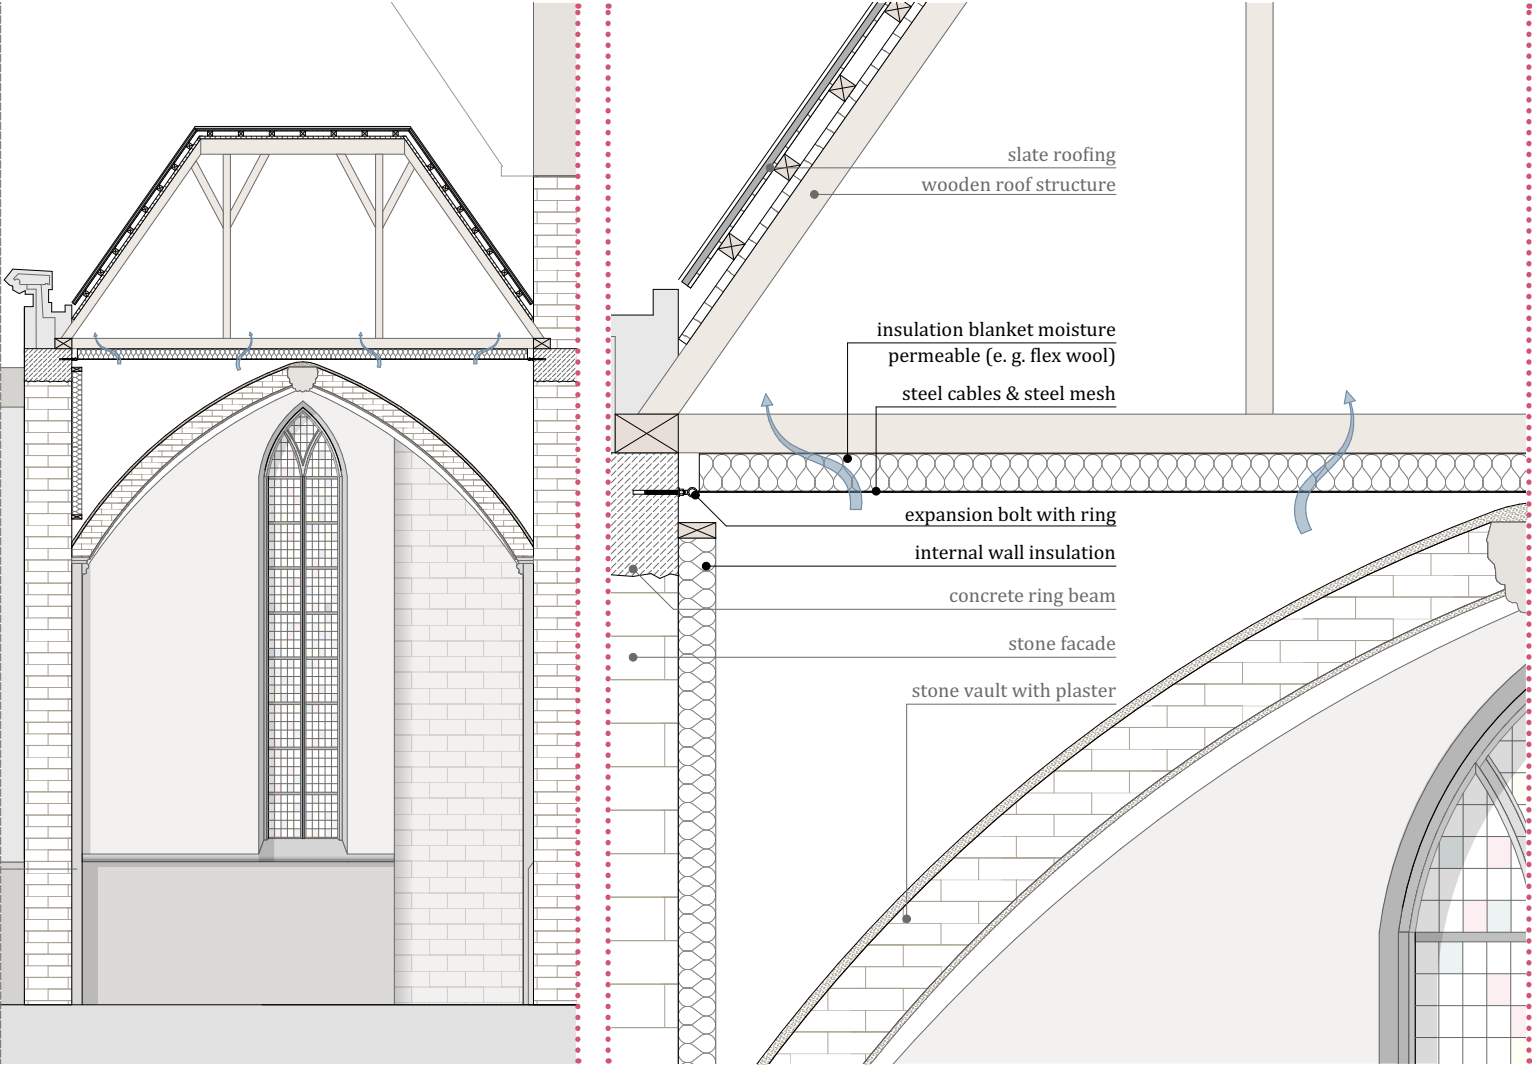 slate roofing
wooden roof structure
insulation blanket moisture
permeable (e. g. flex wool)
steel cables & steel mesh
expansion bolt with ring
internal wall insulation
concrete ring beam
stone facade
stone vault with plaster